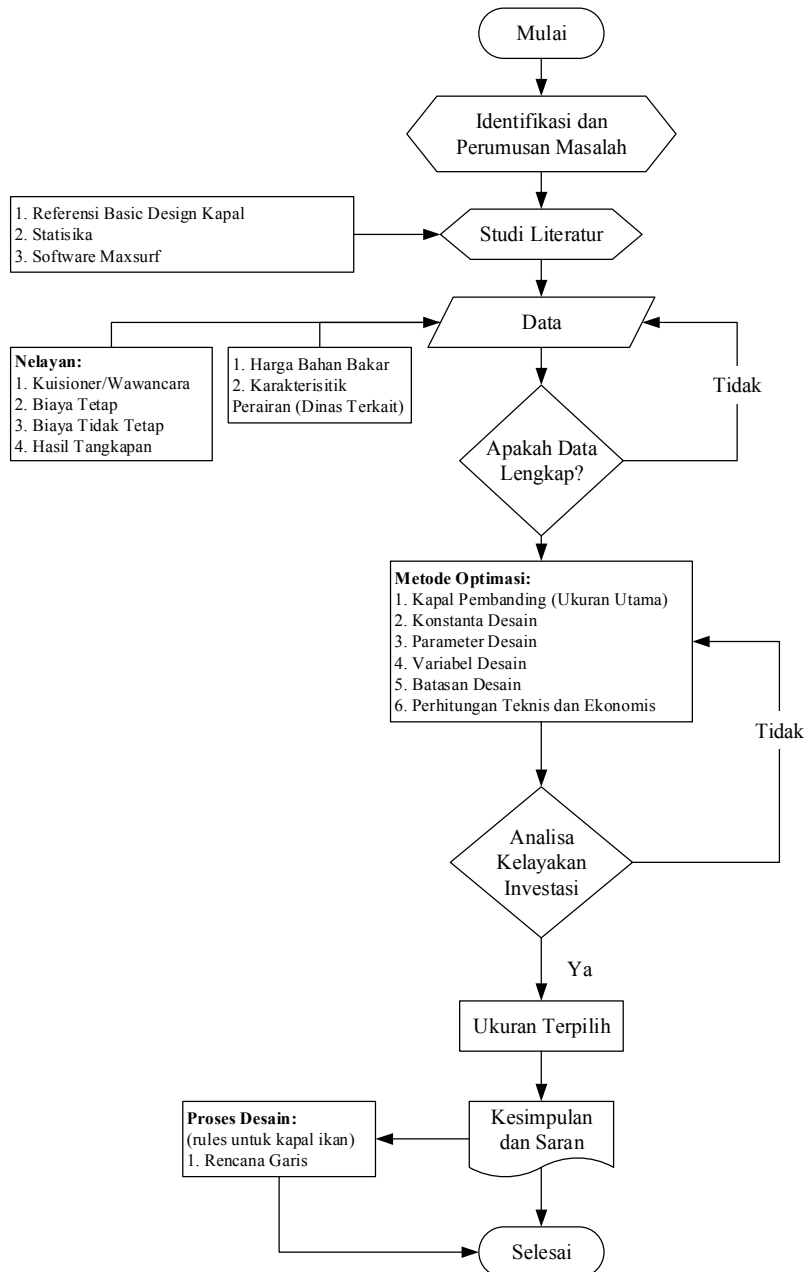 Mulai
Identifikasi dan
Perumusan Masalah
1. Referensi Basic Design Kapal
2. Statisika
3. Software Maxsurf
Studi Literatur
Data
Nelayan:
1. Kuisioner/Wawancara
2. Biaya Tetap
3. Biaya Tidak Tetap
4. Hasil Tangkapan
1. Harga Bahan Bakar
2. Karakterisitik
Perairan (Dinas Terkait)
Tidak
Apakah Data
Lengkap?
Metode Optimasi:
1. Kapal Pembanding (Ukuran Utama)
2. Konstanta Desain
3. Parameter Desain
4. Variabel Desain
5. Batasan Desain
6. Perhitungan Teknis dan Ekonomis
Tidak
Analisa
Kelayakan
Investasi
Ya
Ukuran Terpilih
Proses Desain:
(rules untuk kapal ikan)
1. Rencana Garis
Kesimpulan
dan Saran
Selesai